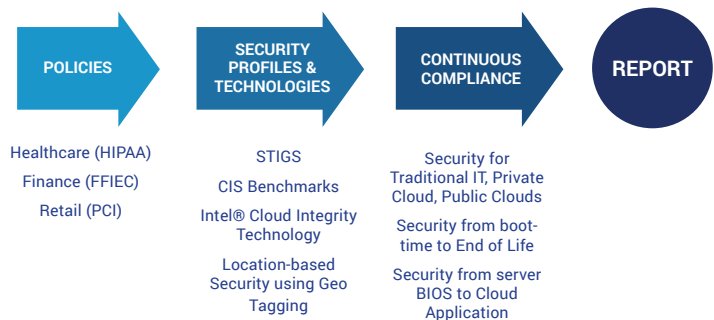 POLICIES
Healthcare (HIPAA)
Finance (FFIEC)
Retail (PCI)
SECURITY
PROFILES &
TECHNOLOGIES
STIGS
CIS Benchmarks
Intel® Cloud Integrity
Technology
Location-based
Security using Geo
Tagging
CONTINUOUS
COMPLIANCE
Security for
Traditional IT, Private
Cloud, Public Clouds
Security from boot-
time to End of Life
Security from server
BIOS to Cloud
Application
REPORT